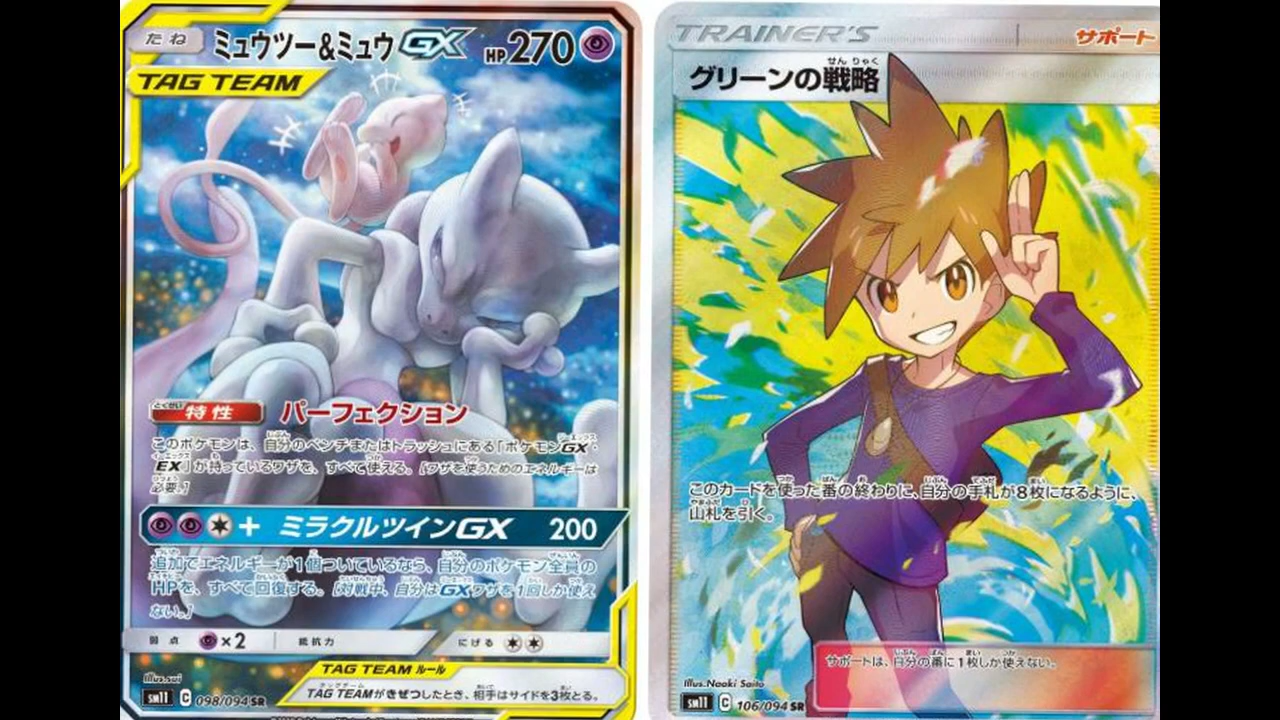 たね
ミュウツー&ミュウGX HP270
TAG TEAM
とくせい
特性 パーフェクション
このポケモンは、自分のベンチまたはトラッシュにある「ポケモンGX・
EX」が持っているワザを、すべて使える。[ワザを使うためのエネルギーは
必要。]
+ ミラクルツインGX 200
追加でエネルギーが1個ついているなら、自分のポケモン全員の
HPを、すべて回復する。[対戦中、自分はGXワザを1回しか使え
ない。]
弱点 ×2 抵抗力 にげる
TAG TEAM ルール
TAG TEAMがきぜつしたとき、相手はサイドを3枚とる。
Illus.sui
sm11 C 098/094 SR
TRAINER'S サポート
せん りゃく
グリーンの戦略
このカードを使った番の終わりに、自分の手札が8枚になるように、
山札を引く。
サポートは、自分の番に1枚しか使えない。
Illus.Naoki Saito
sm11 C 106/094 SR